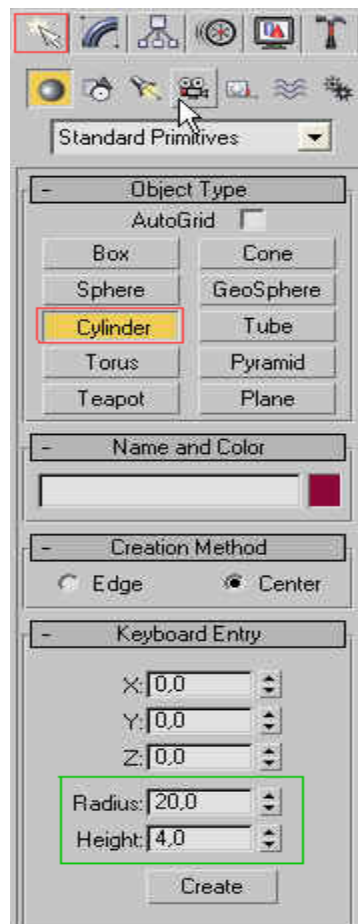 Standard Primitives
- Object Type
AutoGrid
Box Cone
Sphere GeoSphere
Cylinder Tube
Torus Pyramid
Teapot Plane
- Name and Color
- Creation Method
Edge Center
- Keyboard Entry
X: 0,0
Y: 0,0
Z: 0,0
Radius: 20,0
Height: 4,0
Create